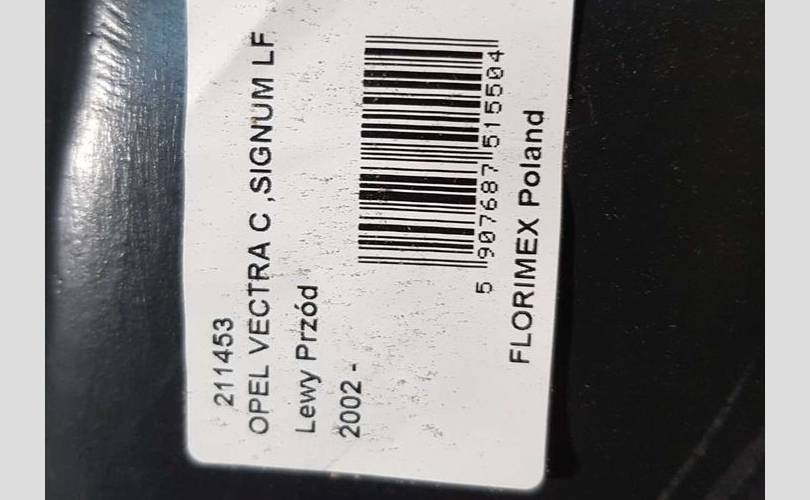 211453
OPEL VECTRA C ,SIGNUM LF
Lewy Przód
2002 -
5 907687 515504
FLORIMEX Poland